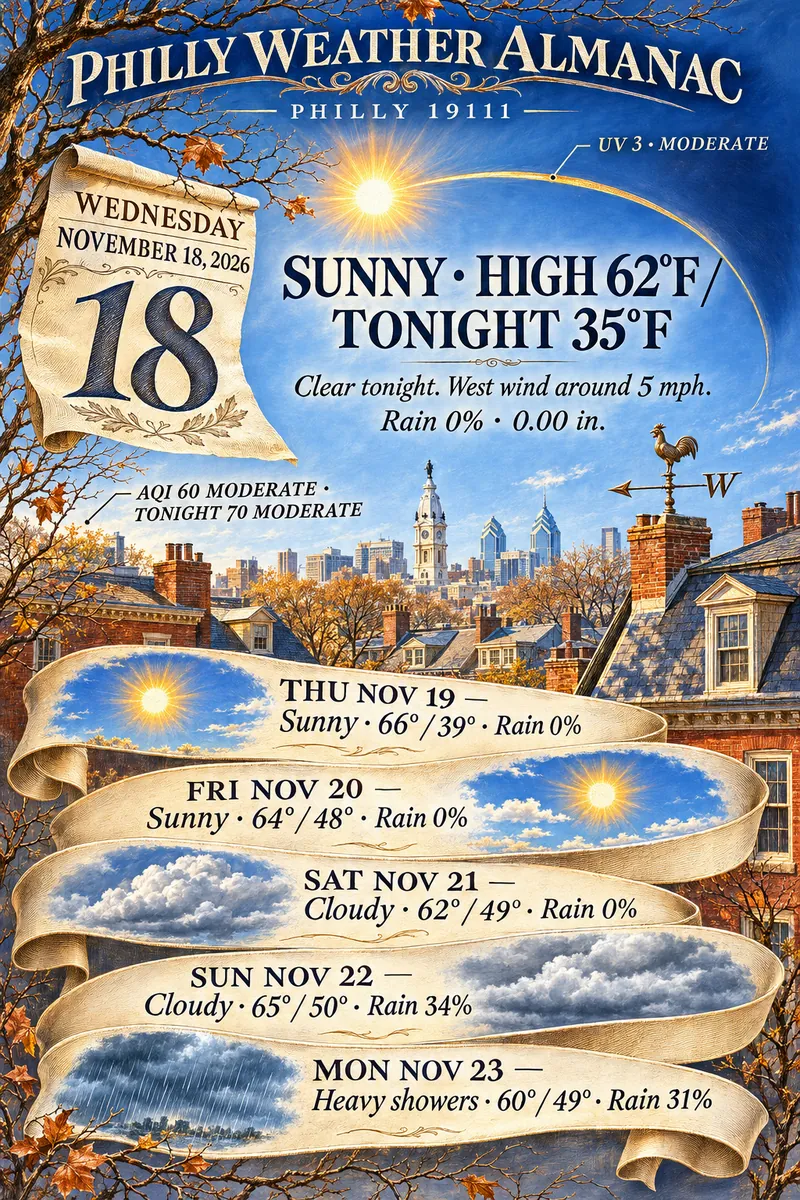 PHILLY WEATHER ALMANAC
PHILLY 19111
UV 3 • MODERATE
WEDNESDAY
NOVEMBER 18, 2026
18
SUNNY • HIGH 62°F/
TONIGHT 35°F
Clear tonight. West wind around 5 mph.
Rain 0% • 0.00 in.
W
AQI 60 MODERATE •
TONIGHT 70 MODERATE
THU NOV 19 —
Sunny • 66°/39° • Rain 0%
FRI NOV 20 —
Sunny • 64°/48° • Rain 0%
SAT NOV 21 —
Cloudy • 62°/49° • Rain 0%
SUN NOV 22 —
Cloudy • 65°/50° • Rain 34%
MON NOV 23 —
Heavy showers • 60°/49° • Rain 31%